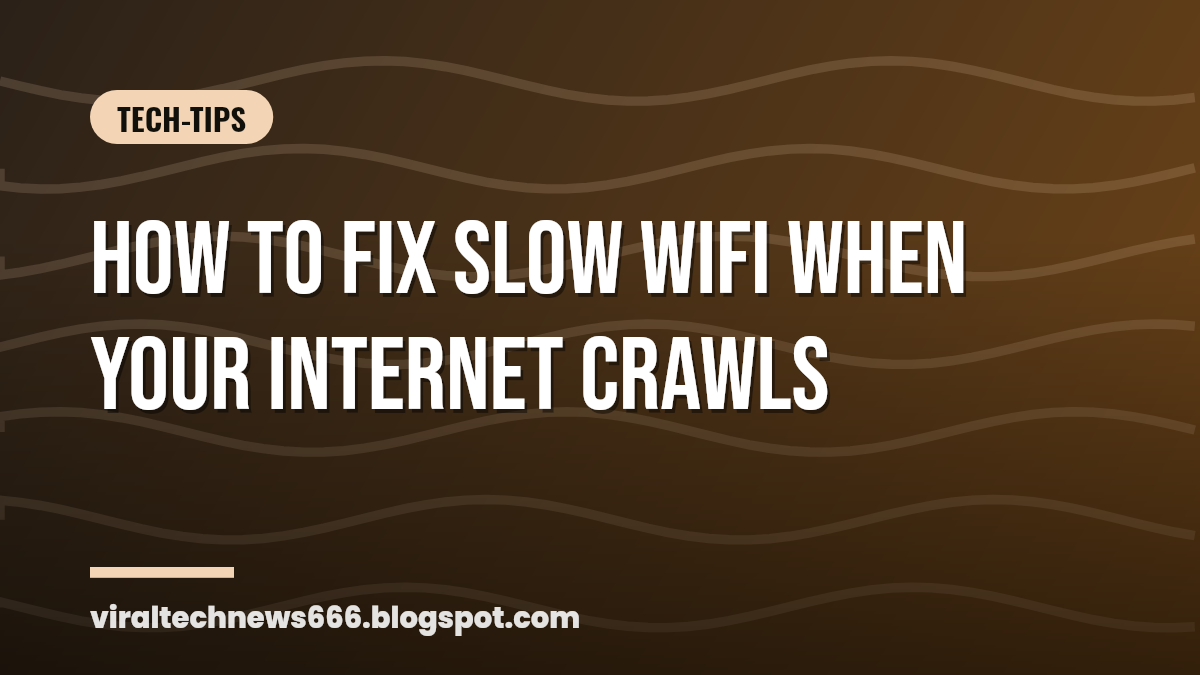 TECH-TIPS
HOW TO FIX SLOW WIFI WHEN
YOUR INTERNET CRAWLS
viraltechnews666.blogspot.com